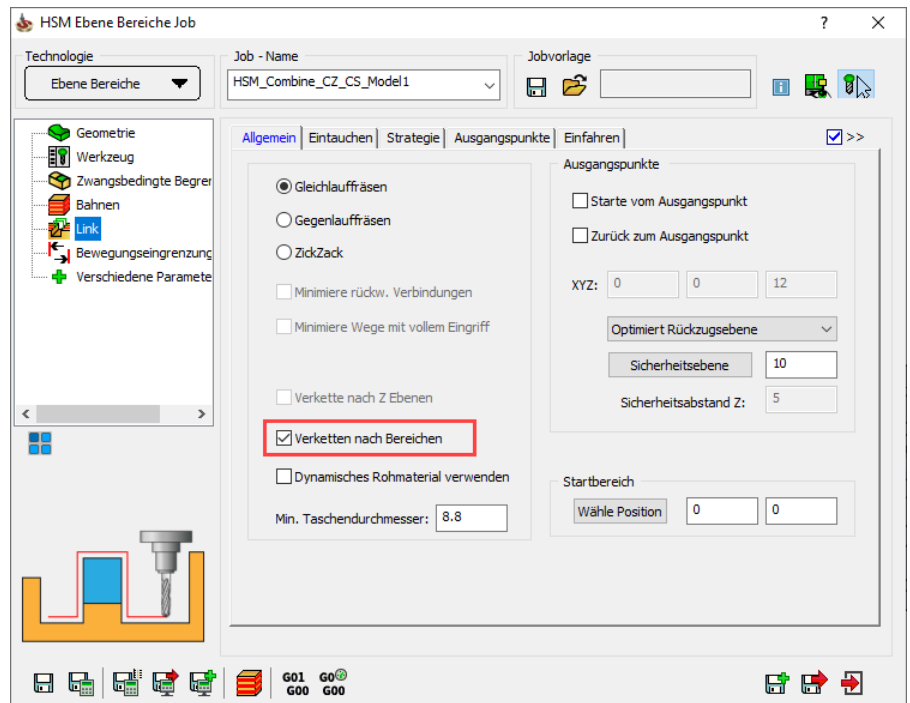 HSM Ebene Bereiche Job
?
Technologie
Ebene Bereiche
Job - Name
HSM_Combine_CZ_CS_Model1
Jobvorlage
Geometrie
Werkzeug
Zwangsbedingte Begrer
Bahnen
Link
Bewegungseingrenzung
Verschiedene Paramete
Allgemein Eintauchen Strategie Ausgangspunkte Einfahren >>
Gleichlauffräsen
Gegenlauffräsen
ZickZack
Minimiere rückw. Verbindungen
Minimiere Wege mit vollem Eingriff
Verkette nach Z Ebenen
Verketten nach Bereichen
Dynamisches Rohmaterial verwenden
Min. Taschendurchmesser: 8.8
Ausgangspunkte
Starte vom Ausgangspunkt
Zurück zum Ausgangspunkt
XYZ: 0 0 12
Optimiert Rückzugsebene
Sicherheitsebene 10
Sicherheitsabstand Z: 5
Startbereich
Wähle Position 0 0
G01 G0
G00 G00